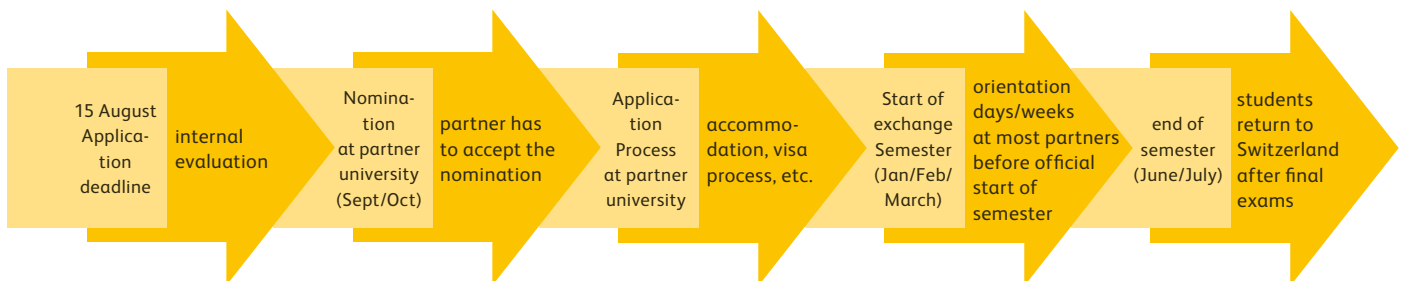 15 August
Applica-
tion
deadline
internal
evaluation
Nomina-
tion
at partner
university
(Sept/Oct)
partner has
to accept the
nomination
Applica-
tion
Process
at partner
university
accommo-
dation, visa
process, etc.
Start of
exchange
Semester
(Jan/Feb/
March)
orientation
days/weeks
at most partners
before official
start of
semester
end of
semester
(June/July)
students
return to
Switzerland
after final
exams